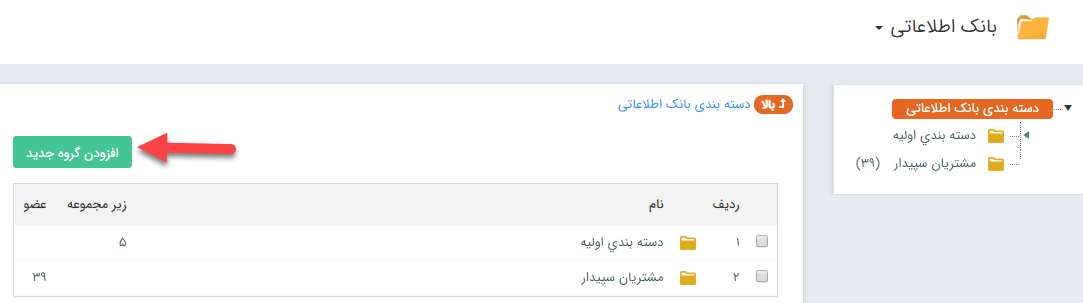 بانک اطلاعاتی
دسته بندی بانک اطلاعاتی
دسته بندي اوليه
مشتریان سپیدار (۳۹)
بالا دسته بندی بانک اطلاعاتی
افزودن گروه جدید
ردیف نام زیر مجموعه عضو
۱ دسته بندي اوليه ۵
۲ مشتریان سپیدار ۳۹